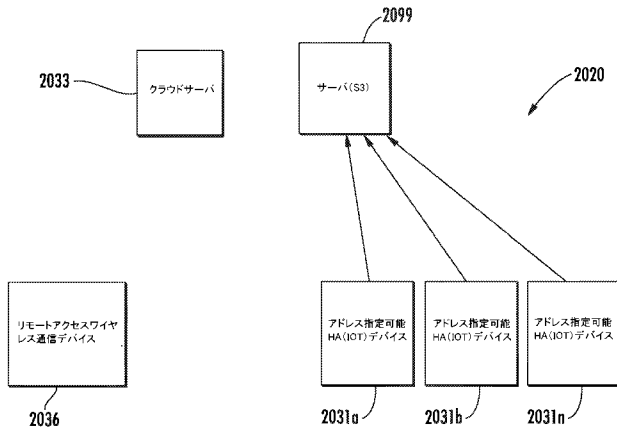 2099
2033
クラウドサーバ
サーバ(S3)
2020
リモートアクセスワイヤ
レス通信デバイス
アドレス指定可能
HA(IOT)デバイス
アドレス指定可能
HA(IOT)デバイス
アドレス指定可能
HA(IOT)デバイス
2036
2031a
2031b
2031n